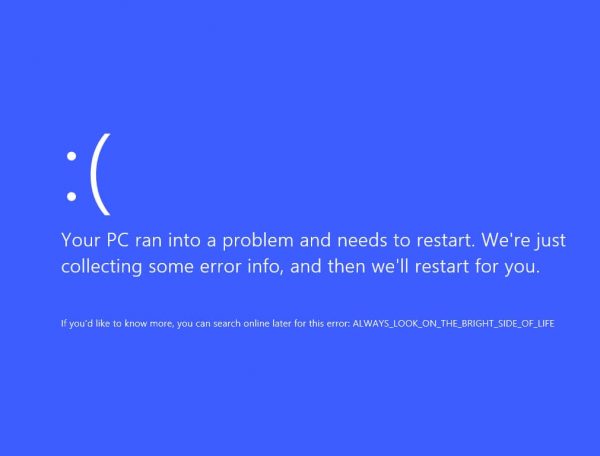 :(
Your PC ran into a problem and needs to restart. We're just
collecting some error info, and then we'll restart for you.
If you'd like to know more, you can search online later for this error: ALWAYS_LOOK_ON_THE_BRIGHT_SIDE_OF_LIFE